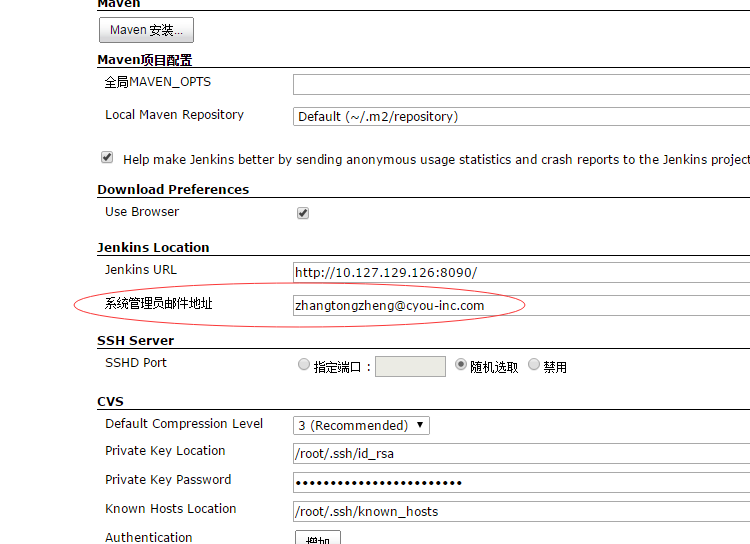 Maven
Maven 安装...
Maven项目配置
全局MAVEN_OPTS
Local Maven Repository
Default (~/.m2/repository)
Help make Jenkins better by sending anonymous usage statistics and crash reports to the Jenkins project
Download Preferences
Use Browser
Jenkins Location
Jenkins URL
http://10.127.129.126:8090/
系统管理员邮件地址
zhangtongzheng@cyou-inc.com
SSH Server
SSHD Port
指定端口 :
随机选取
禁用
CVS
Default Compression Level
3 (Recommended)
Private Key Location
/root/.ssh/id_rsa
Private Key Password
••••••••••••••••••••••••
Known Hosts Location
/root/.ssh/known_hosts
Authentication
增加